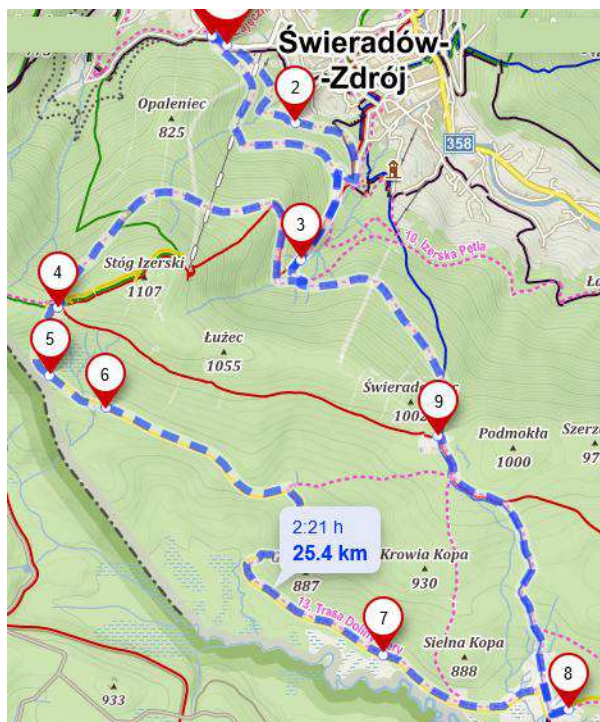 Świeradów-
-Zdrój
2
Opaleniec
825
358
3
10. Izerska Pętla
Stóg Izerski
1107
4
Łużec
1055
5
6
9
1002
Podmokła
1000
2:21 h
25.4 km
887
Krowia Kopa
930
13. Trasa Doliny
7
Sielna Kopa
888
8
933